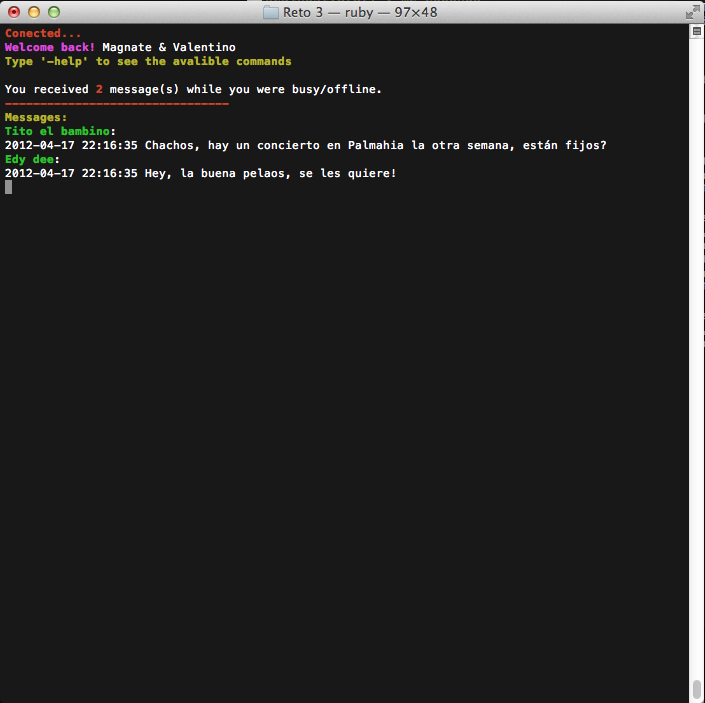 Reto 3 — ruby — 97×48
Conected...
Welcome back! Magnate & Valentino
Type '-help' to see the avalible commands
You received 2 message(s) while you were busy/offline.
--------------------------------
Messages:
Tito el bambino:
2012-04-17 22:16:35 Chachos, hay un concierto en Palmahia la otra semana, están fijos?
Edy dee:
2012-04-17 22:16:35 Hey, la buena pelaos, se les quiere!